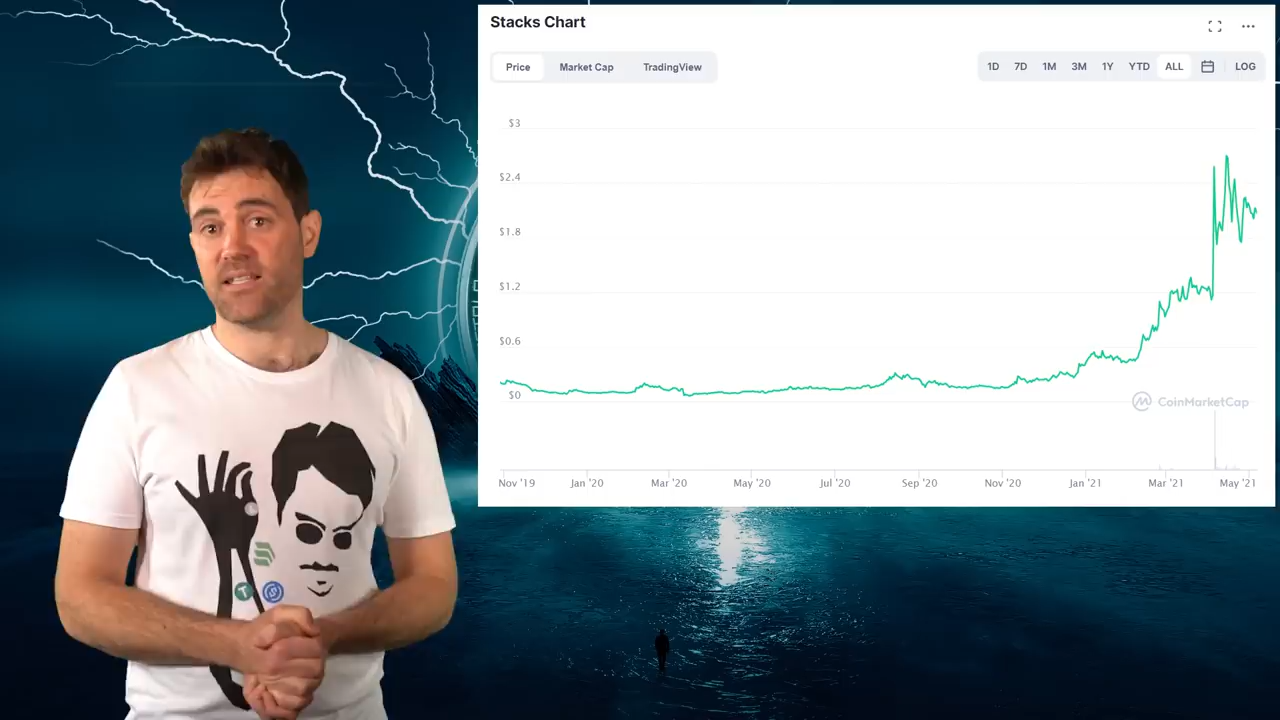 Stacks Chart
Price Market Cap TradingView
1D 7D 1M 3M 1Y YTD ALL LOG
$3
$2.4
$1.8
$1.2
$0.6
$0
CoinMarketCap
Nov '19 Jan '20 Mar '20 May '20 Jul '20 Sep '20 Nov '20 Jan '21 Mar '21 May '21